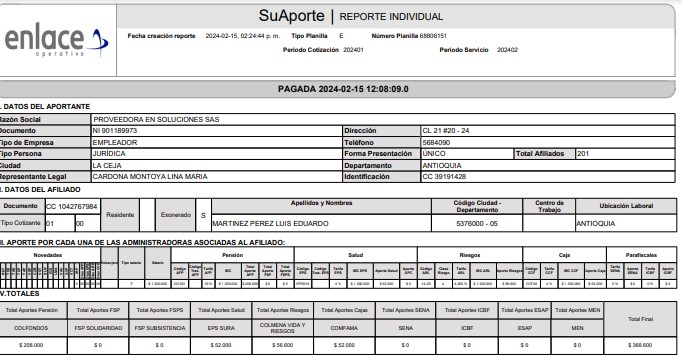 enlace
operativo
SuAporte | REPORTE INDIVIDUAL
Fecha creación reporte 2024-02-15, 02:24:44 p. m. Tipo Planilla E Número Planilla 68806151
Periodo Cotización 202401 Periodo Servicio 202402
PAGADA 2024-02-15 12:08:09.0
I. DATOS DEL APORTANTE
Razón Social PROVEEDORA EN SOLUCIONES SAS
Documento NI 901189973 Dirección CL 21 #20 - 24
Tipo de Empresa EMPLEADOR Teléfono 5684090
Tipo Persona JURÍDICA Forma Presentación ÚNICO Total Afiliados 201
Ciudad LA CEJA Departamento ANTIOQUIA
Representante Legal CARDONA MONTOYA LINA MARIA Identificación CC 39191428
II. DATOS DEL AFILIADO
Documento CC 1042767984 Residente Exonerado S Apellidos y Nombres Código Ciudad - Departamento Centro de Trabajo Ubicación Laboral
Tipo Cotizante 01 00 MARTINEZ PEREZ LUIS EDUARDO 5376000 - 05 ANTIOQUIA
III. APORTE POR CADA UNA DE LAS ADMINISTRADORAS ASOCIADAS AL AFILIADO:
Novedades Pensión Salud Riesgos Caja Parafiscales
IV.TOTALES
Total Aportes Pensión Total Aportes FSP Total Aportes FSPS Total Aportes Salud Total Aportes Riesgos Total Aportes Caja Total Aportes SENA Total Aportes ICBF Total Aportes ESAP Total Aportes MEN Total Final
COLFONDOS FSP SOLIDARIDAD FSP SUBSISTENCIA EPS SURA COLMENA VIDA Y RIESGOS COMFAMA SENA ICBF ESAP MEN
$ 208.000 $ 0 $ 0 $ 52.000 $ 56.600 $ 52.000 $ 0 $ 0 $ 0 $ 0 $ 368.600